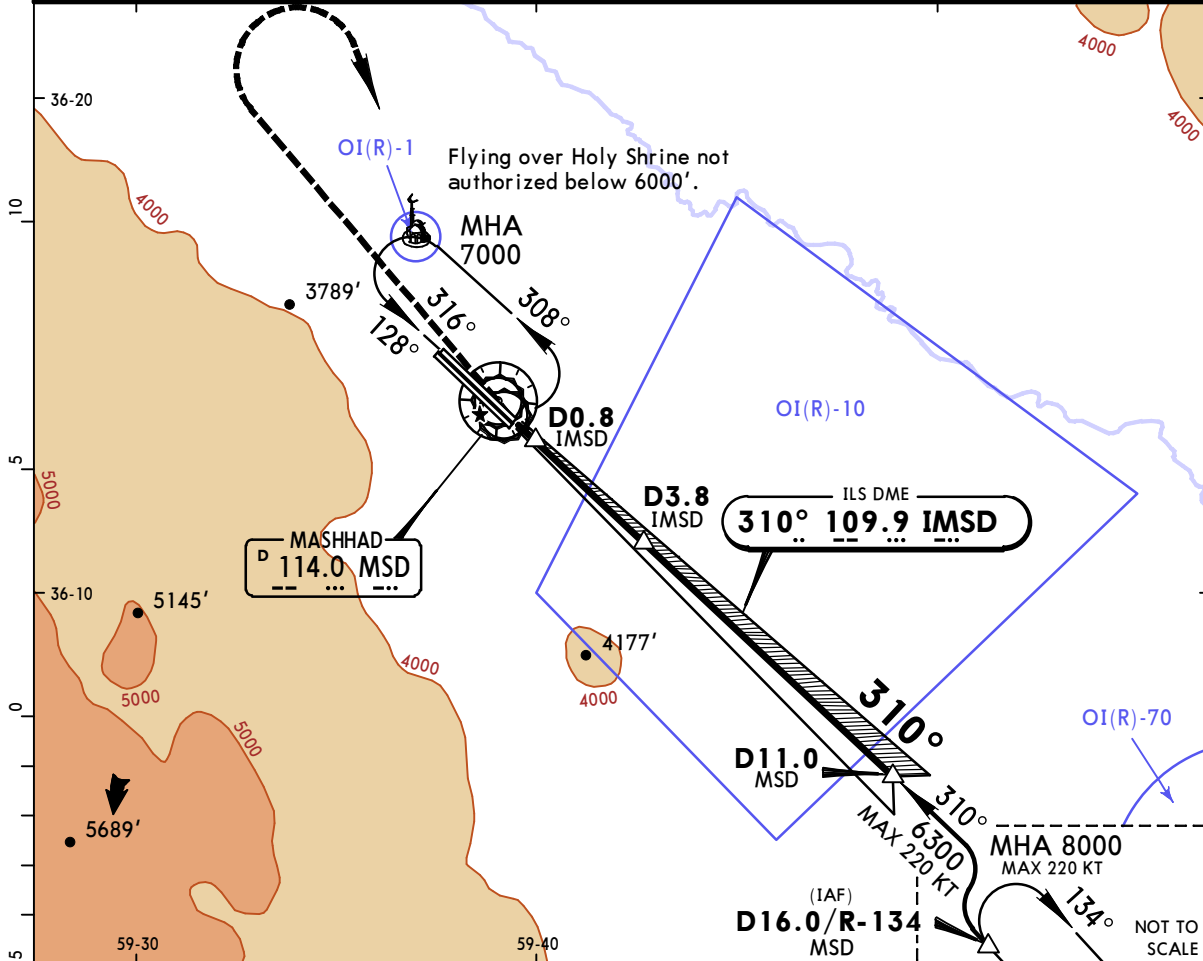 4000
36-20
OI(R)-1
Flying over Holy Shrine not
authorized below 6000'.
4000
4000
10
MHA
7000
3789'
316°
308°
128°
OI(R)-10
D0.8
IMSD
5
5000
D3.8
IMSD
ILS DME
310° 109.9 IMSD
MASHHAD
D 114.0 MSD
36-10
5145'
4177'
4000
5000
4000
310°
0
5000
OI(R)-70
D11.0
MSD
310°
6300
MAX 220 KT
5689'
MHA 8000
MAX 220 KT
(IAF)
D16.0/R-134
MSD
134°
NOT TO
SCALE
59-30
59-40
5